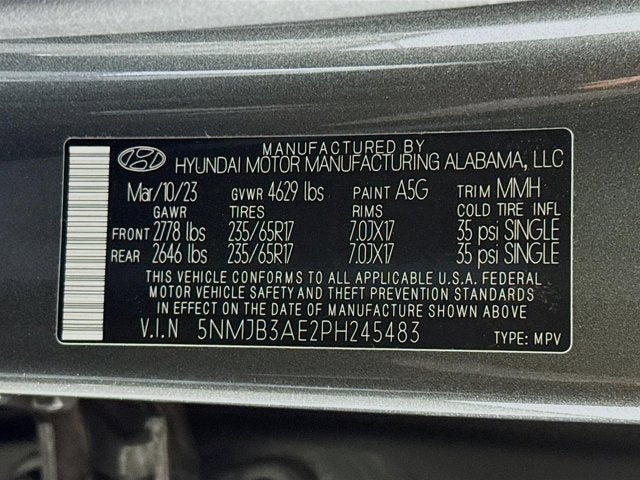 MANUFACTURED BY
HYUNDAI MOTOR MANUFACTURING ALABAMA, LLC
Mar/10/23 GVWR 4629 lbs PAINT A5G TRIM MMH
GAWR TIRES RIMS COLD TIRE INFL
FRONT 2778 lbs 235/65R17 7.0JX17 35 psi SINGLE
REAR 2646 lbs 235/65R17 7.0JX17 35 psi SINGLE
THIS VEHICLE CONFORMS TO ALL APPLICABLE U.S.A. FEDERAL
MOTOR VEHICLE SAFETY AND THEFT PREVENTION STANDARDS
IN EFFECT ON THE DATE OF MANUFACTURE SHOWN ABOVE
V.I.N 5NMJB3AE2PH245483 TYPE: MPV